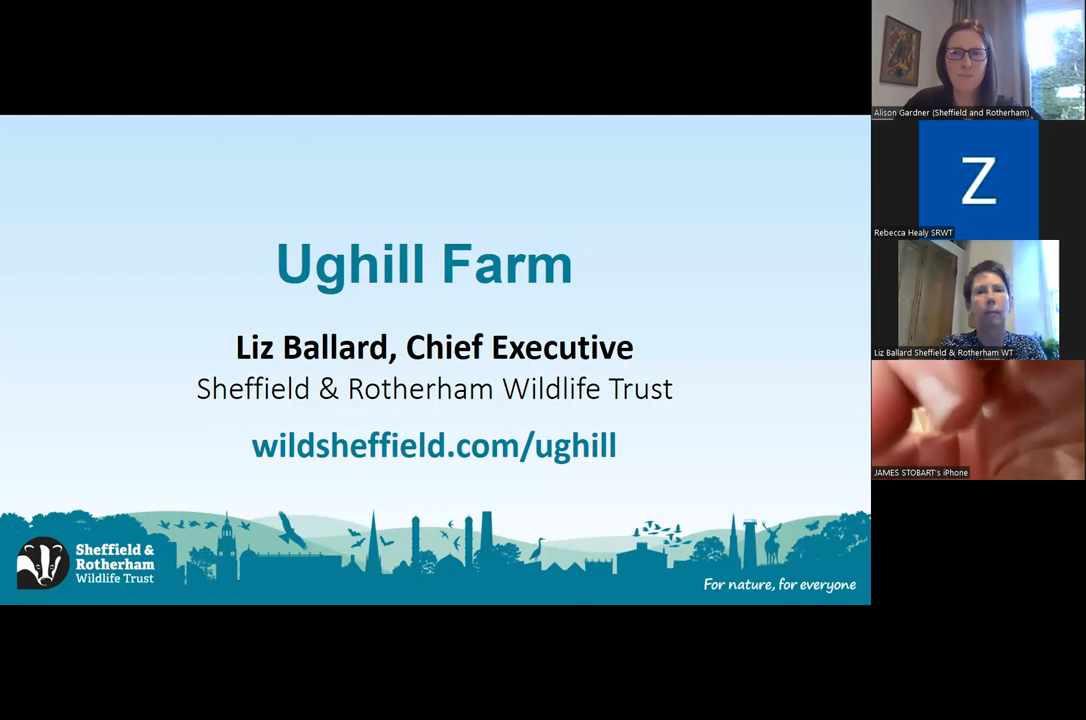 Ughill Farm
Liz Ballard, Chief Executive
Sheffield & Rotherham Wildlife Trust
wildsheffield.com/ughill
Sheffield &
Rotherham
Wildlife Trust
For nature, for everyone
Alison Gardner (Sheffield and Rotherham)
Z
Rebecca Healy SRWT
Liz Ballard Sheffield & Rotherham WT
JAMES STOBART's iPhone